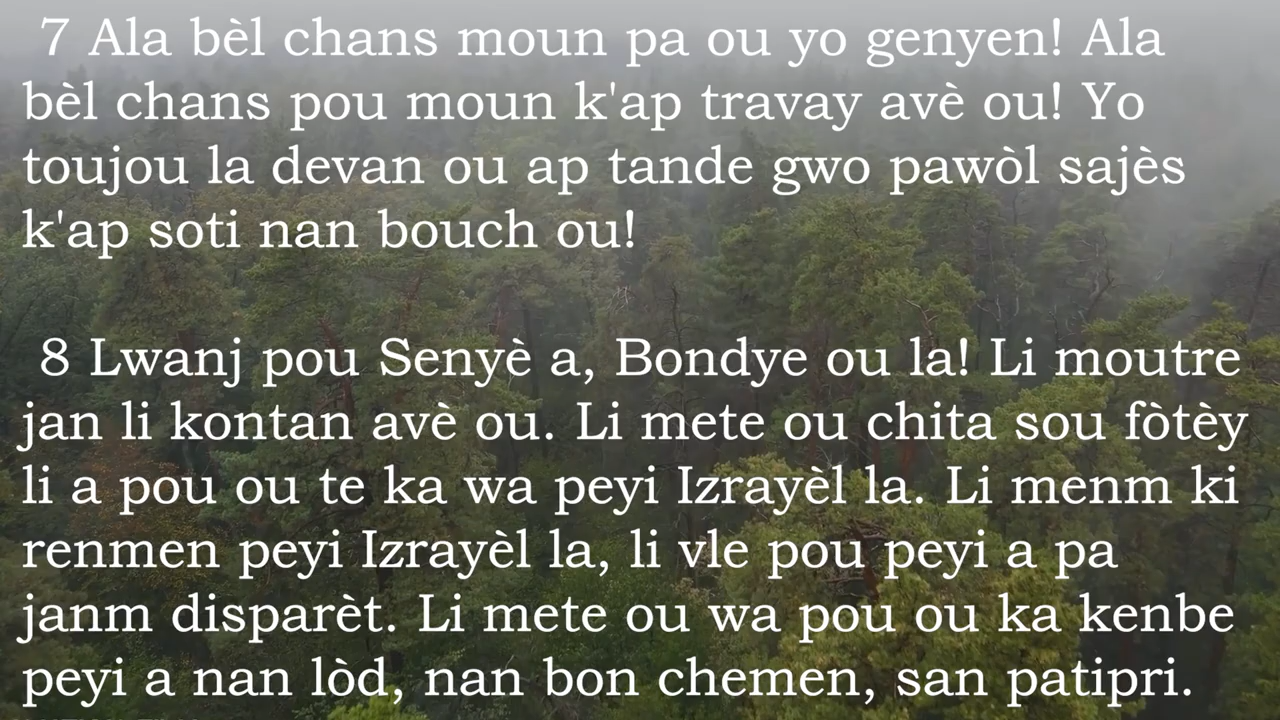 7 Ala bèl chans moun pa ou yo genyen! Ala
bèl chans pou moun k'ap travay avè ou! Yo
toujou la devan ou ap tande gwo pawòl sajès
k'ap soti nan bouch ou!
8 Lwanj pou Senyè a, Bondye ou la! Li moutre
jan li kontan avè ou. Li mete ou chita sou fòtèy
li a pou ou te ka wa peyi Izrayèl la. Li menm ki
renmen peyi Izrayèl la, li vle pou peyi a pa
janm disparèt. Li mete ou wa pou ou ka kenbe
peyi a nan lòd, nan bon chemen, san patipri.